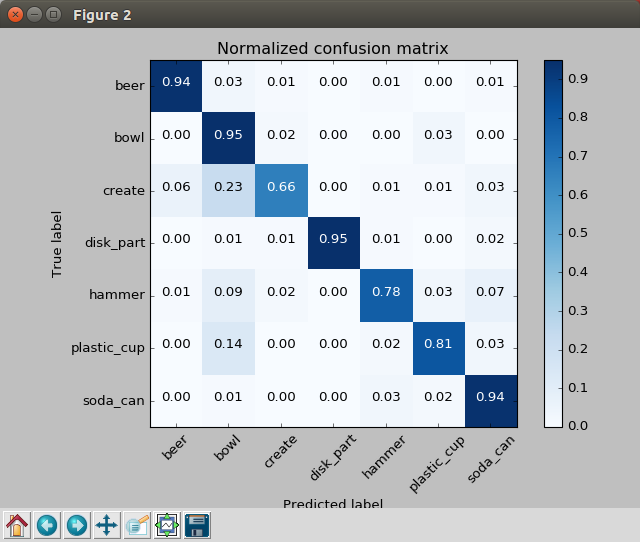 Figure 2
Normalized confusion matrix
beer 0.94 0.03 0.01 0.00 0.01 0.00 0.01
bowl 0.00 0.95 0.02 0.00 0.00 0.03 0.00
create 0.06 0.23 0.66 0.00 0.01 0.01 0.03
disk_part 0.00 0.01 0.01 0.95 0.01 0.00 0.02
hammer 0.01 0.09 0.02 0.00 0.78 0.03 0.07
plastic_cup 0.00 0.14 0.00 0.00 0.02 0.81 0.03
soda_can 0.00 0.01 0.00 0.00 0.03 0.02 0.94
True label
beer bowl create disk_part hammer plastic_cup soda_can
Predicted label
0.9
0.8
0.7
0.6
0.5
0.4
0.3
0.2
0.1
0.0